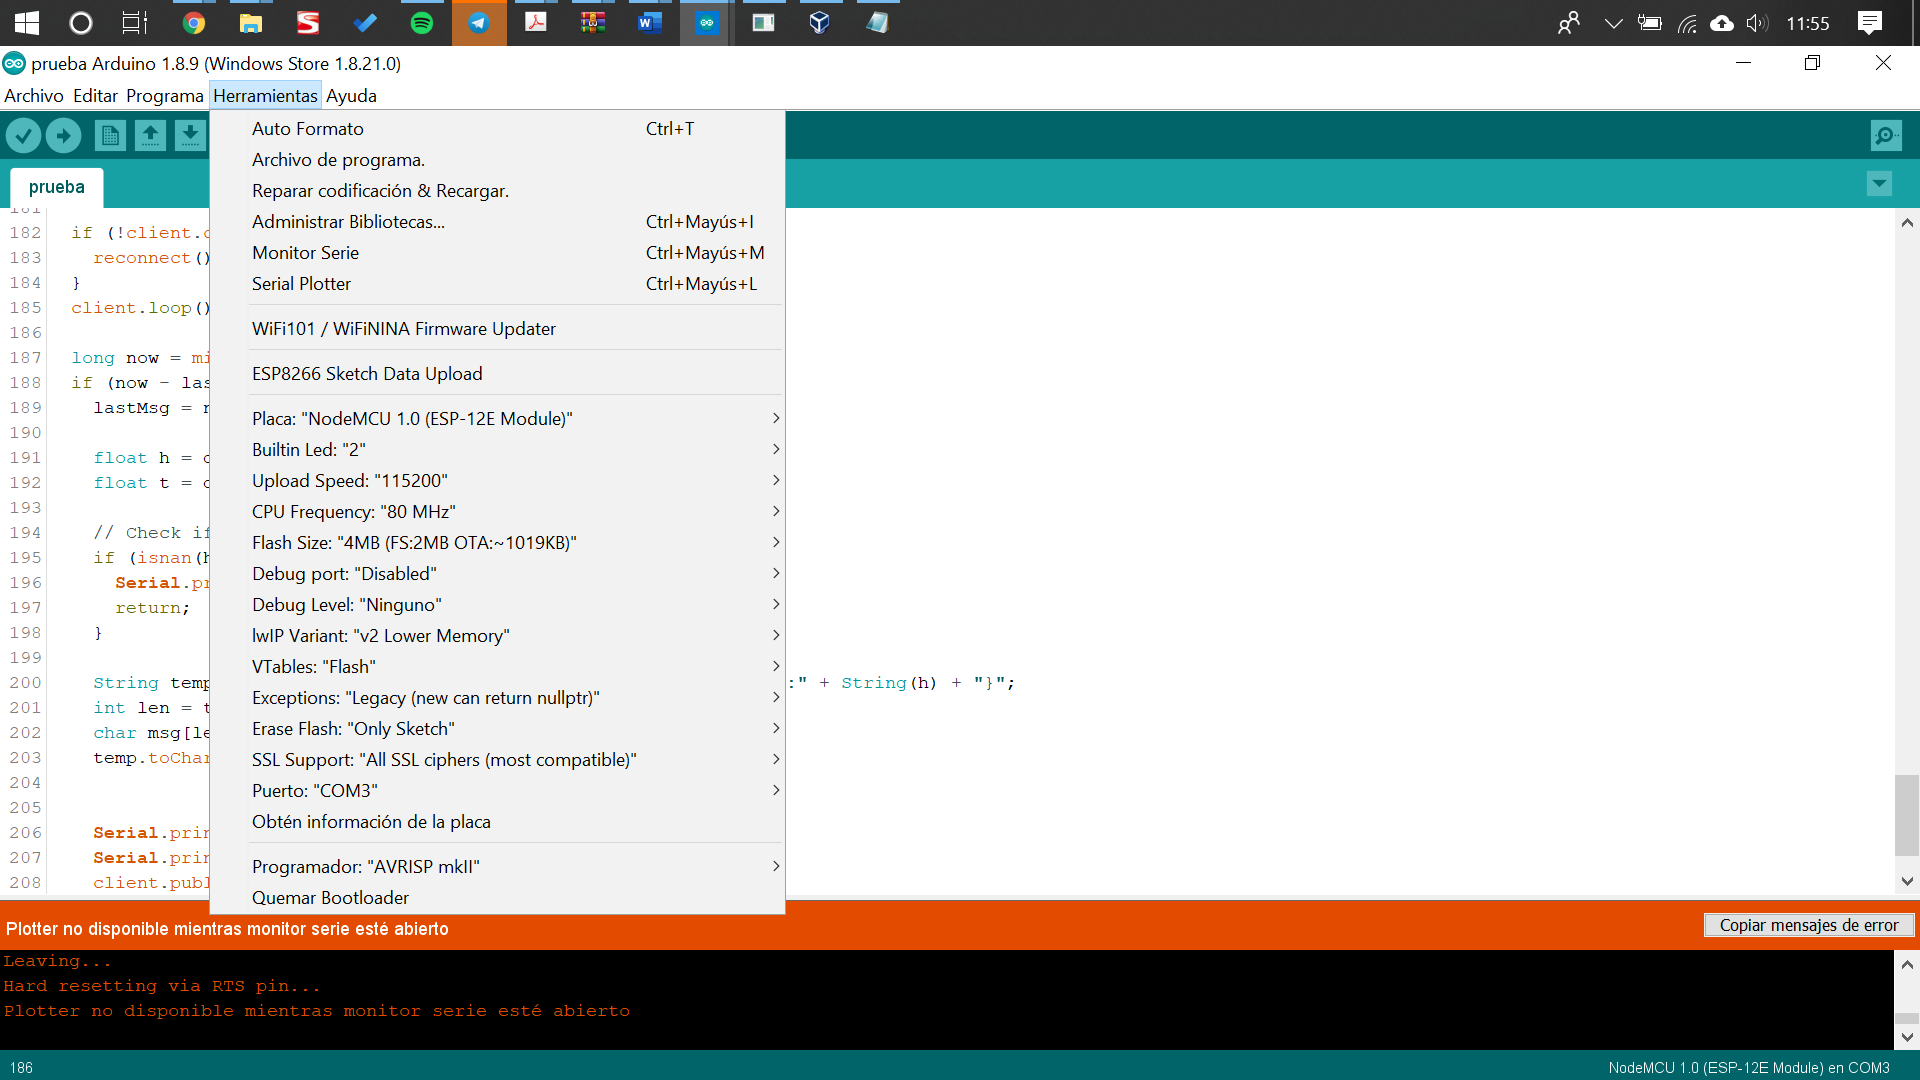 11:55
prueba Arduino 1.8.9 (Windows Store 1.8.21.0)
Archivo Editar Programa Herramientas Ayuda
prueba
Auto Formato Ctrl+T
Archivo de programa.
Reparar codificación & Recargar.
Administrar Bibliotecas... Ctrl+Mayús+I
Monitor Serie Ctrl+Mayús+M
Serial Plotter Ctrl+Mayús+L
WiFi101 / WiFiNINA Firmware Updater
ESP8266 Sketch Data Upload
Placa: "NodeMCU 1.0 (ESP-12E Module)"
Builtin Led: "2"
Upload Speed: "115200"
CPU Frequency: "80 MHz"
Flash Size: "4MB (FS:2MB OTA:~1019KB)"
Debug port: "Disabled"
Debug Level: "Ninguno"
lwIP Variant: "v2 Lower Memory"
VTables: "Flash"
Exceptions: "Legacy (new can return nullptr)"
Erase Flash: "Only Sketch"
SSL Support: "All SSL ciphers (most compatible)"
Puerto: "COM3"
Obtén información de la placa
Programador: "AVRISP mkII"
Quemar Bootloader
181
182 if (!client.
183 reconnect()
184 }
185 client.loop()
186
187 long now = mi
188 if (now - las
189 lastMsg = n
190
191 float h =
192 float t =
193
194 // Check if
195 if (isnan(h
196 Serial.pr
197 return;
198 }
199
200 String temp :" + String(h) + "}";
201 int len = t
202 char msg[le
203 temp.toChar
204
205
206 Serial.prin
207 Serial.prin
208 client.publ
Plotter no disponible mientras monitor serie esté abierto
Copiar mensajes de error
Leaving...
Hard resetting via RTS pin...
Plotter no disponible mientras monitor serie esté abierto
186
NodeMCU 1.0 (ESP-12E Module) en COM3